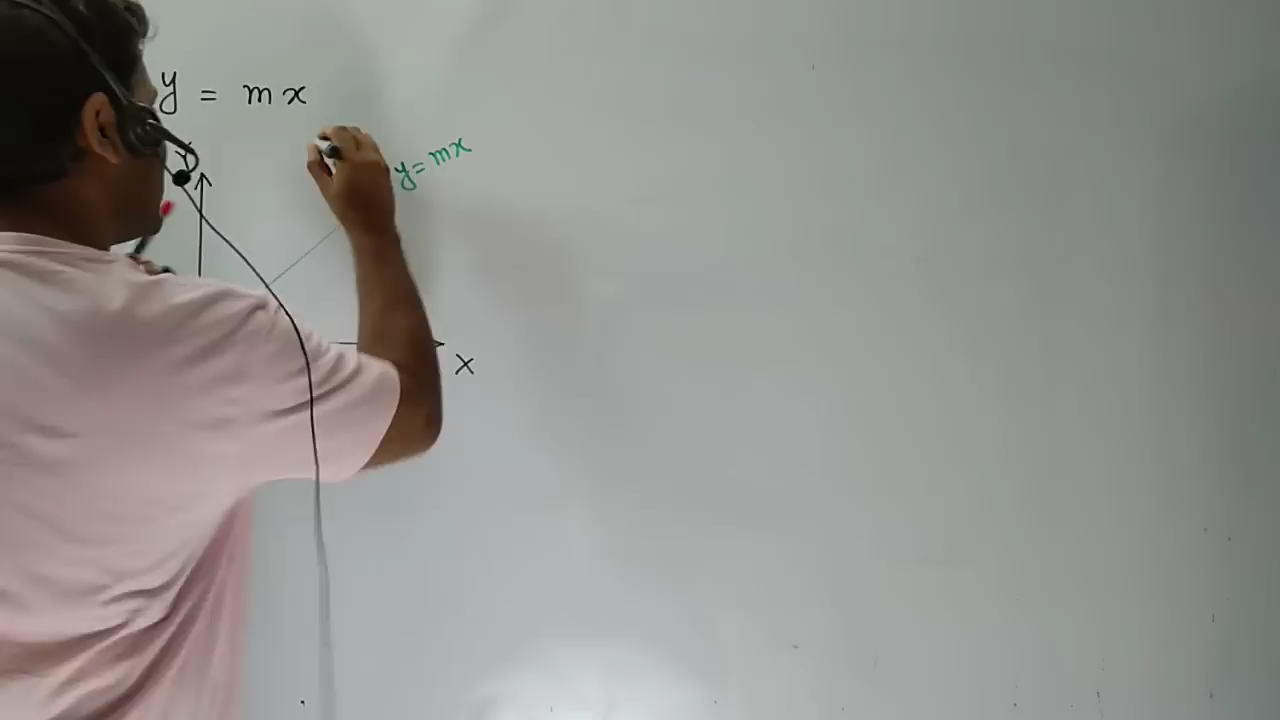 y = mx
Y
y = mx
X